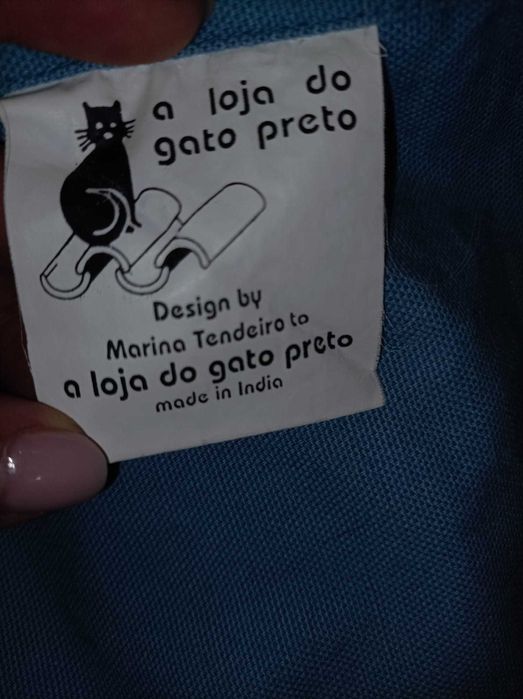 a loja do
gato preto
Design by
Marina Tendeiro to
a loja do gato preto
made in India